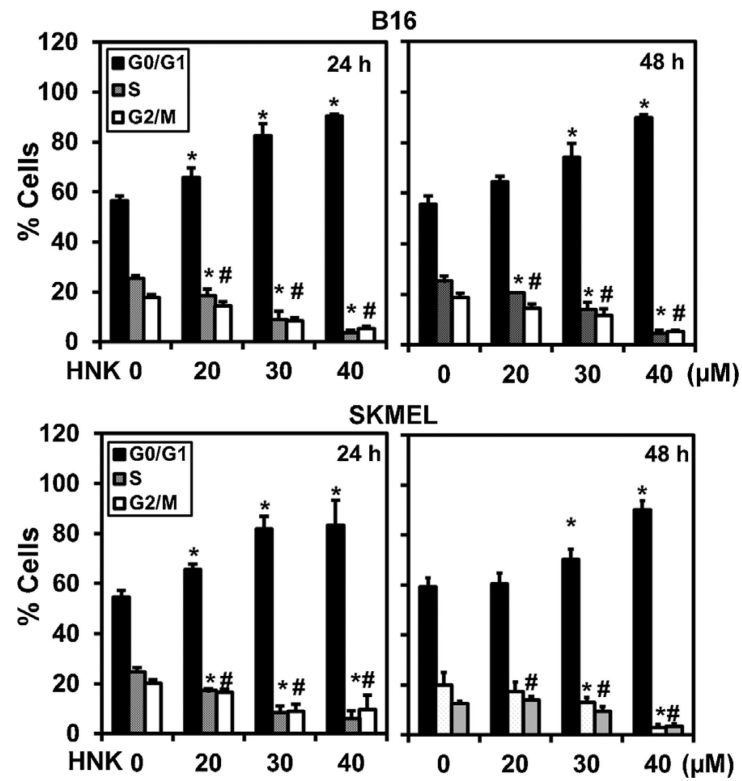 B16
120
100
80
60
40
20
0
% Cells
G0/G1
S
G2/M
24 h
* * *
* # * # * #
48 h
* *
* # * # * #
HNK 0 20 30 40
0 20 30 40 (μM)
SKMEL
120
100
80
60
40
20
0
% Cells
G0/G1
S
G2/M
24 h
* * *
*# *# *#
48 h
* *
# *# *#
HNK 0 20 30 40
0 20 30 40 (μM)